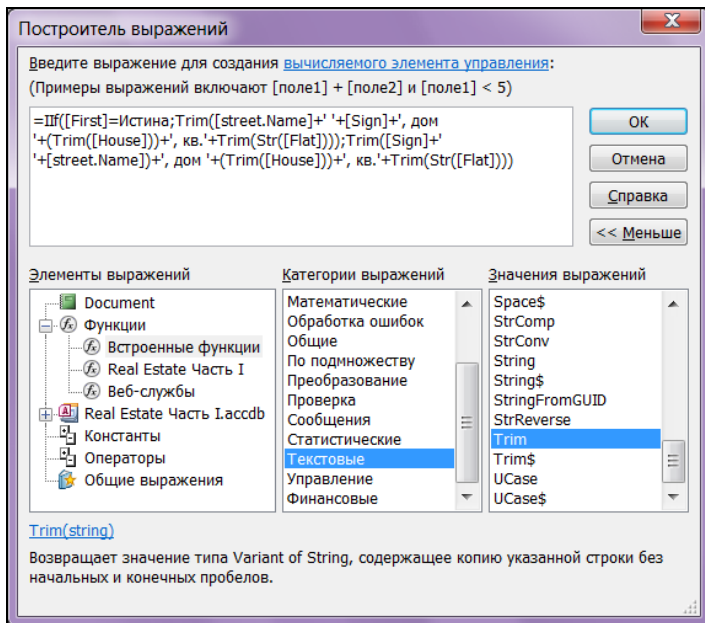 Построитель выражений
Введите выражение для создания вычисляемого элемента управления:
(Примеры выражений включают [поле1] + [поле2] и [поле1] < 5)
=IIf([First]=Истина;Trim([street.Name]+' '+[Sign]+', дом
'+(Trim([House]))+', кв.'+Trim(Str([Flat])));Trim([Sign]+'
'+[street.Name])+', дом '+(Trim([House]))+', кв.'+Trim(Str([Flat])))
ОК
Отмена
Справка
<< Меньше
Элементы выражений
Document
Функции
Встроенные функции
Real Estate Часть I
Веб-службы
Real Estate Часть I.accdb
Константы
Операторы
Общие выражения
Категории выражений
Математические
Обработка ошибок
Общие
По подмножеству
Преобразование
Проверка
Сообщения
Статистические
Текстовые
Управление
Финансовые
Значения выражений
Space$
StrComp
StrConv
String
String$
StringFromGUID
StrReverse
Trim
Trim$
UCase
UCase$
Trim(string)
Возвращает значение типа Variant of String, содержащее копию указанной строки без
начальных и конечных пробелов.